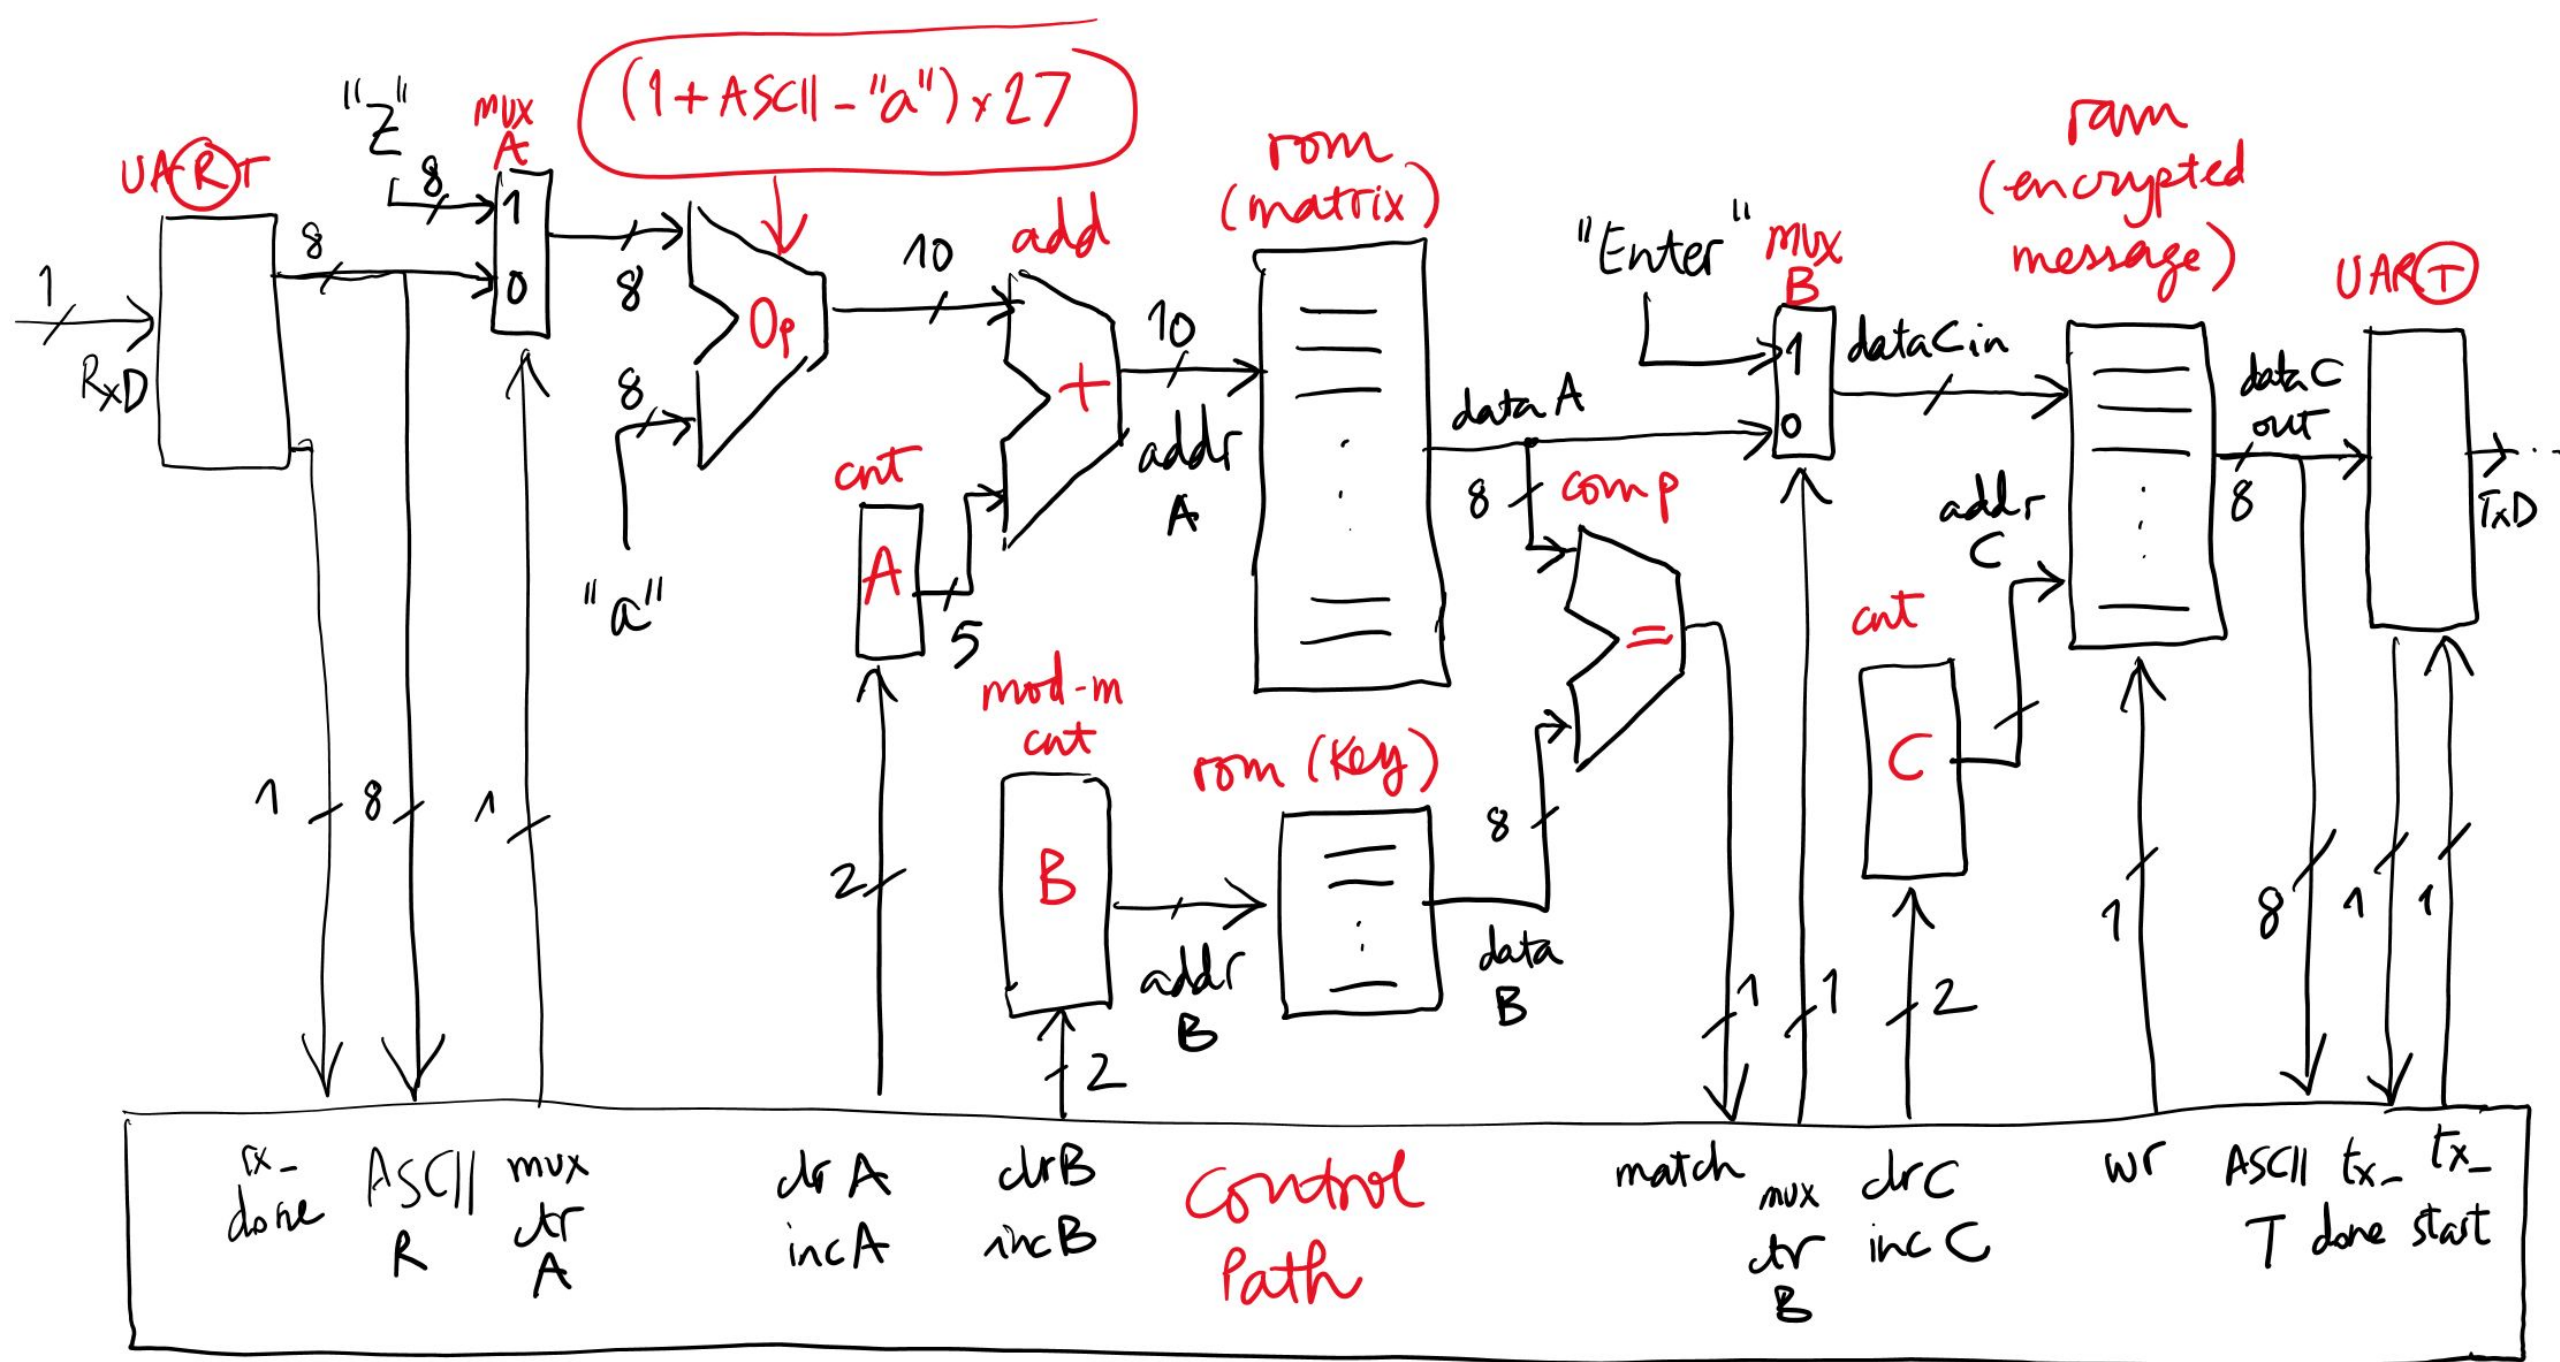 (1 + ASCII - "a") x 27
"Z"
mux
A
UART
8
1
0
8
1
RxD
8
8
"a"
Op
10
add
+
10
addr
A
cnt
A
5
rom
(matrix)
dataA
8
comp
=
mod-m
cnt
B
addr
B
rom (key)
8
data
B
"Enter"
mux
B
1
0
dataCin
ram
(encrypted
message)
addr
C
cnt
C
dataC
out
8
UART
TxD
1
8
1
2
2
1
1
2
1
8
1
1
rx_
done
ASCII
R
mux
ctr
A
clrA
incA
clrB
incB
Control
Path
match
mux
ctr
B
clrC
incC
wr
ASCII
T
tx_
done
tx_
start